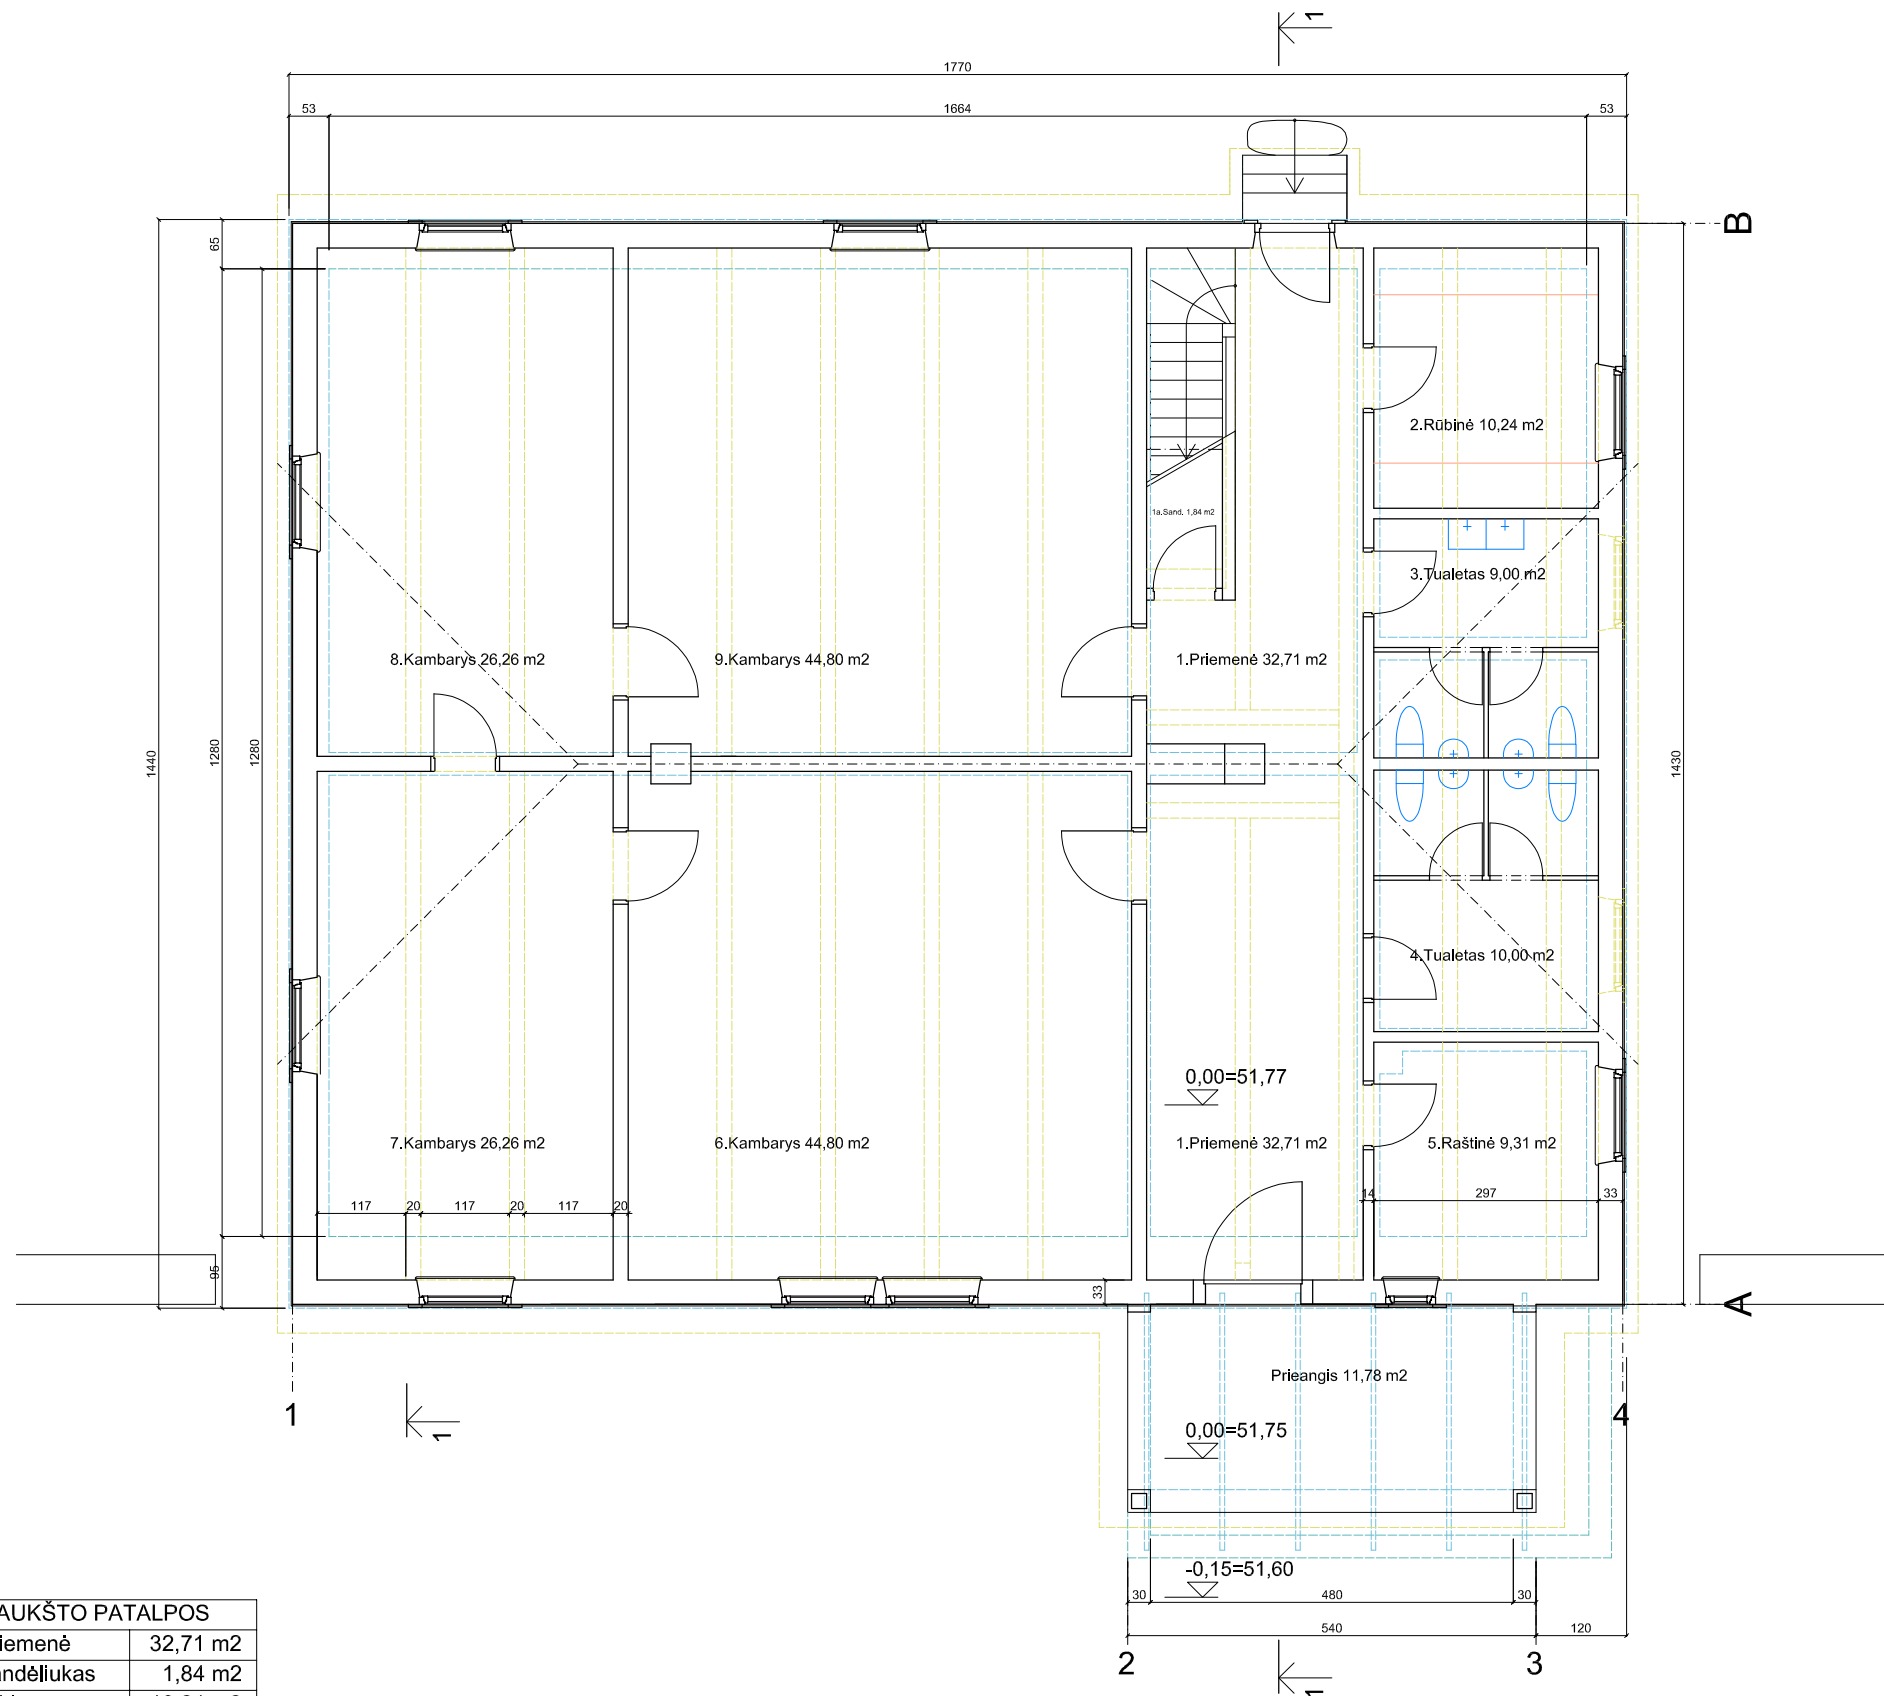 1
1770
53
1664
53
B
65
2.Rūbinė 10,24 m2
1a.Sand. 1,84 m2
3.Tualetas 9,00 m2
8.Kambarys 26,26 m2
9.Kambarys 44,80 m2
1.Priemenė 32,71 m2
1440
1280
1280
1430
4.Tualetas 10,00 m2
0,00=51,77
7.Kambarys 26,26 m2
6.Kambarys 44,80 m2
1.Priemenė 32,71 m2
5.Raštinė 9,31 m2
117
20
117
20
117
20
14
297
33
95
33
A
Prieangis 11,78 m2
1
1
0,00=51,75
4
-0,15=51,60
30
480
30
540
120
2
3
1
AUKŠTO PATALPOS
iemenė 32,71 m2
ndėliukas 1,84 m2